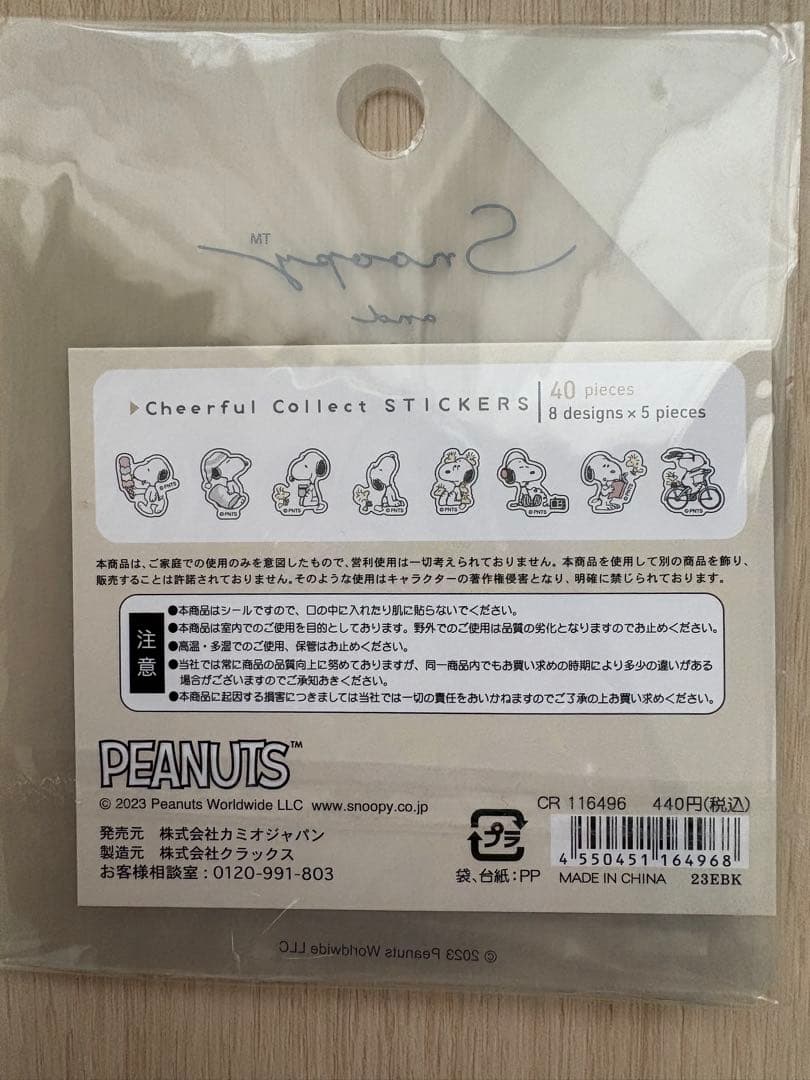 Snoopy™
and
▶Cheerful Collect STICKERS
40 pieces
8 designs × 5 pieces
©PNTS ©PNTS ©PNTS ©PNTS ©PNTS ©PNTS ©PNTS
本商品は、ご家庭での使用のみを意図したもので、営利使用は一切考えられておりません。本商品を使用して別の商品を飾り、
販売することは許諾されておりません。そのような使用はキャラクターの著作権侵害となり、明確に禁じられております。
注意
●本商品はシールですので、口の中に入れたり肌に貼らないでください。
●本商品は室内でのご使用を目的としております。野外でのご使用は品質の劣化となりますのでお止めください。
●高温・多湿でのご使用、保管はお止めください。
●当社では常に商品の品質向上に努めておりますが、同一商品内でもお買い求めの時期により多少の違いがある
場合がございますのでご承知おきください。
●本商品に起因する損害につきましては当社では一切の責任をおいかねますのでご了承の上お買い求めください。
PEANUTS™
© 2023 Peanuts Worldwide LLC www.snoopy.co.jp
発売元 株式会社カミオジャパン
製造元 株式会社クラックス
お客様相談室：0120-991-803
プラ
袋、台紙：PP
CR 116496 440円(税込)
4 550451 164968
MADE IN CHINA 23EBK
© 2023 Peanuts Worldwide LLC